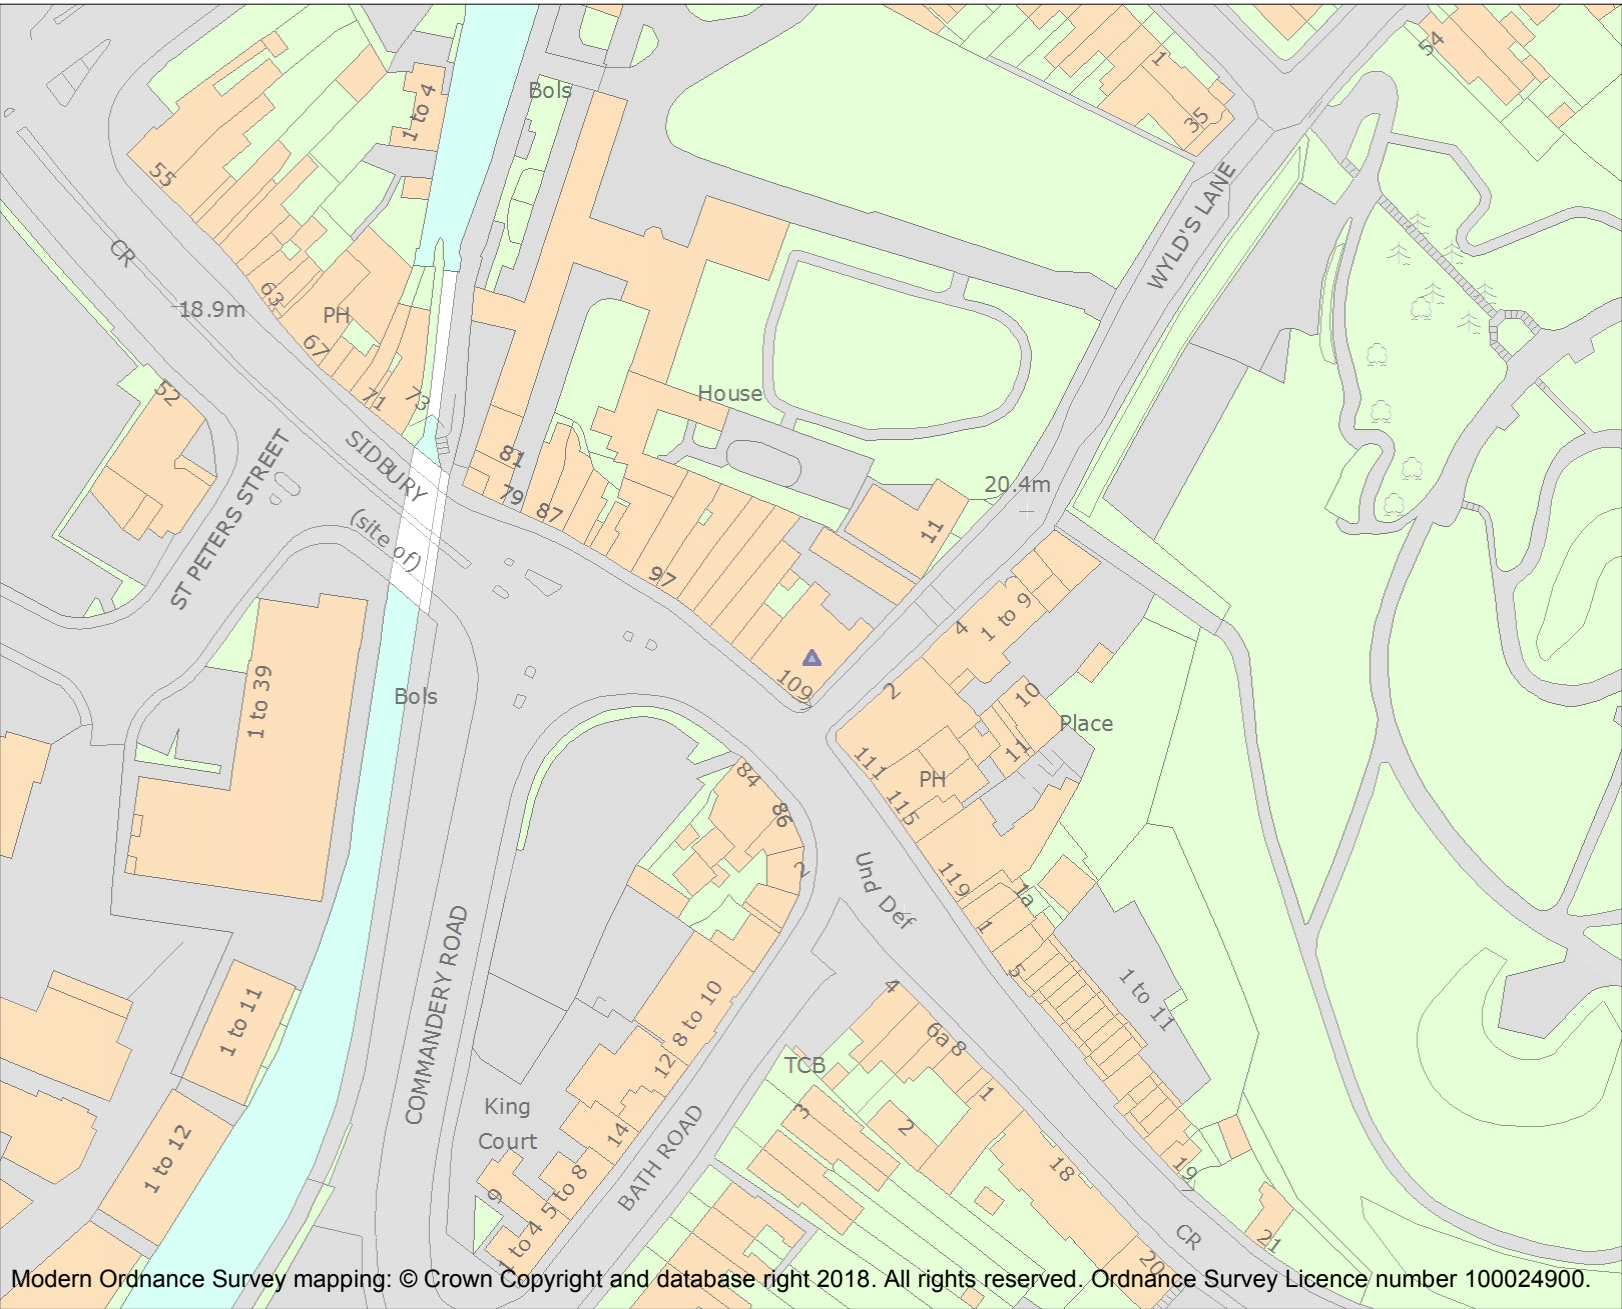 54
1
35
Bols
1 to 4
55
WYLD'S LANE
CR
63
18.9m
PH
67
71
73
52
House
SIDBURY
(site of)
ST PETERS STREET
81
79
87
97
11
20.4m
109
4
1 to 9
2
10
11
Place
111
PH
115
1 to 39
Bols
84
86
2
Und
Def
119
1a
1
5
1 to 11
COMMANDERY ROAD
8 to 10
12
14
4
6a
8
1
TCB
3
2
King
Court
9
5 to 8
1 to 4
BATH ROAD
18
19
CR
21
20
1 to 11
1 to 12
Modern Ordnance Survey mapping: © Crown Copyright and database right 2018. All rights reserved. Ordnance Survey Licence number 100024900.